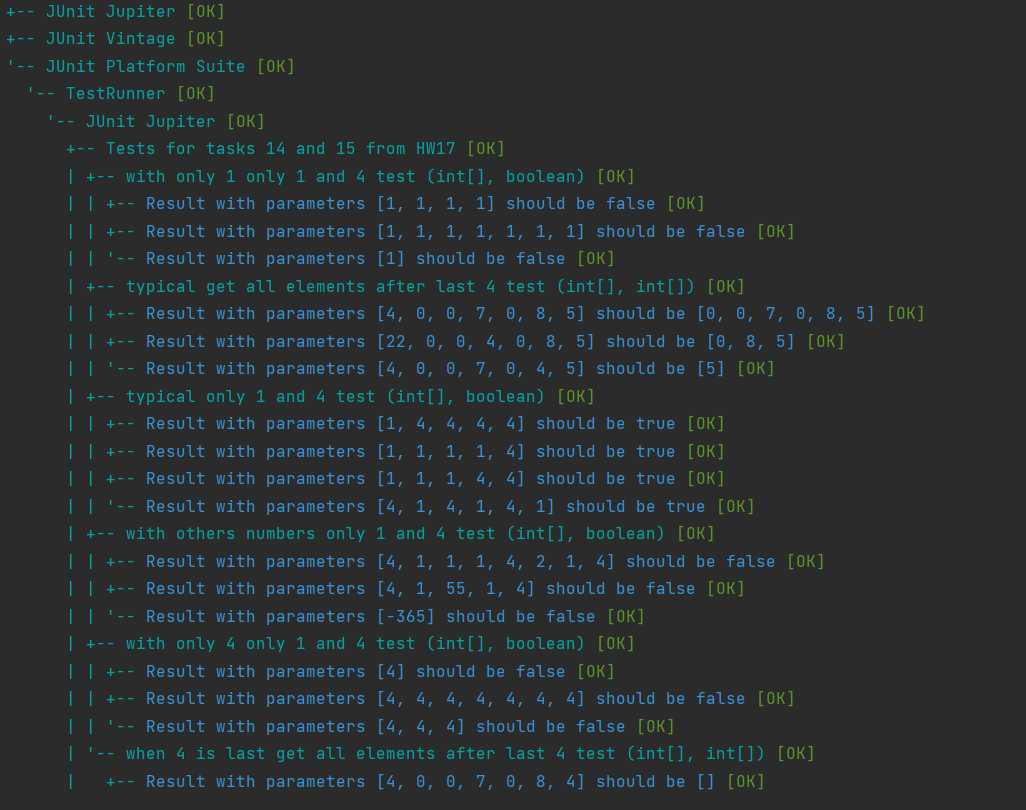 +-- JUnit Jupiter [OK]
+-- JUnit Vintage [OK]
'-- JUnit Platform Suite [OK]
  '-- TestRunner [OK]
    '-- JUnit Jupiter [OK]
      +-- Tests for tasks 14 and 15 from HW17 [OK]
      | +-- with only 1 only 1 and 4 test (int[], boolean) [OK]
      | | +-- Result with parameters [1, 1, 1, 1] should be false [OK]
      | | +-- Result with parameters [1, 1, 1, 1, 1, 1, 1] should be false [OK]
      | | '-- Result with parameters [1] should be false [OK]
      | +-- typical get all elements after last 4 test (int[], int[]) [OK]
      | | +-- Result with parameters [4, 0, 0, 7, 0, 8, 5] should be [0, 0, 7, 0, 8, 5] [OK]
      | | +-- Result with parameters [22, 0, 0, 4, 0, 8, 5] should be [0, 8, 5] [OK]
      | | '-- Result with parameters [4, 0, 0, 7, 0, 4, 5] should be [5] [OK]
      | +-- typical only 1 and 4 test (int[], boolean) [OK]
      | | +-- Result with parameters [1, 4, 4, 4, 4] should be true [OK]
      | | +-- Result with parameters [1, 1, 1, 1, 4] should be true [OK]
      | | +-- Result with parameters [1, 1, 1, 4, 4] should be true [OK]
      | | '-- Result with parameters [4, 1, 4, 1, 4, 1] should be true [OK]
      | +-- with others numbers only 1 and 4 test (int[], boolean) [OK]
      | | +-- Result with parameters [4, 1, 1, 1, 4, 2, 1, 4] should be false [OK]
      | | +-- Result with parameters [4, 1, 55, 1, 4] should be false [OK]
      | | '-- Result with parameters [-365] should be false [OK]
      | +-- with only 4 only 1 and 4 test (int[], boolean) [OK]
      | | +-- Result with parameters [4] should be false [OK]
      | | +-- Result with parameters [4, 4, 4, 4, 4, 4, 4] should be false [OK]
      | | '-- Result with parameters [4, 4, 4] should be false [OK]
      | '-- when 4 is last get all elements after last 4 test (int[], int[]) [OK]
      |   +-- Result with parameters [4, 0, 0, 7, 0, 8, 4] should be [] [OK]